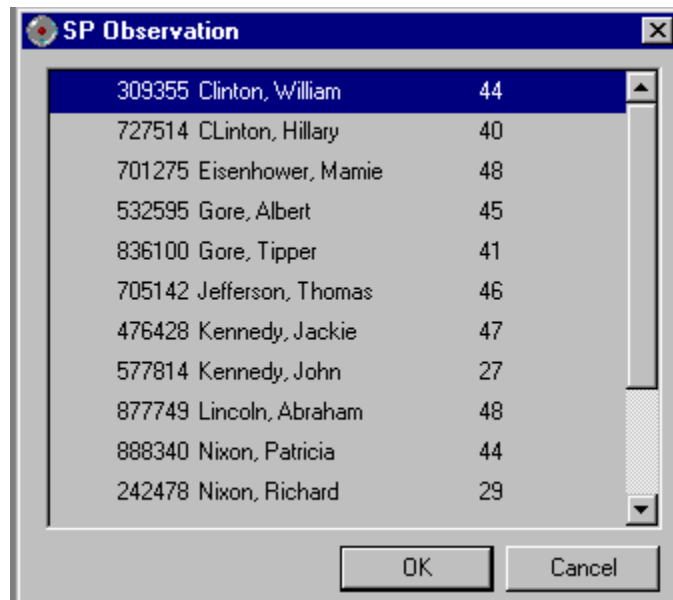 SP Observation
309355 Clinton, William 44
727514 CLinton, Hillary 40
701275 Eisenhower, Mamie 48
532595 Gore, Albert 45
836100 Gore, Tipper 41
705142 Jefferson, Thomas 46
476428 Kennedy, Jackie 47
577814 Kennedy, John 27
877749 Lincoln, Abraham 48
888340 Nixon, Patricia 44
242478 Nixon, Richard 29
OK Cancel